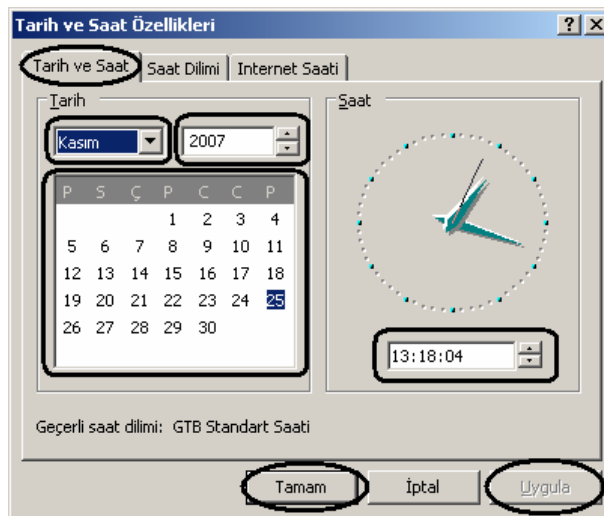 Tarih ve Saat Özellikleri
Tarih ve Saat Saat Dilimi Internet Saati
Tarih
Saat
Kasım 2007
P S Ç P C C P
1 2 3 4
5 6 7 8 9 10 11
12 13 14 15 16 17 18
19 20 21 22 23 24 25
26 27 28 29 30
13:18:04
Geçerli saat dilimi: GTB Standart Saati
Tamam İptal Uygula